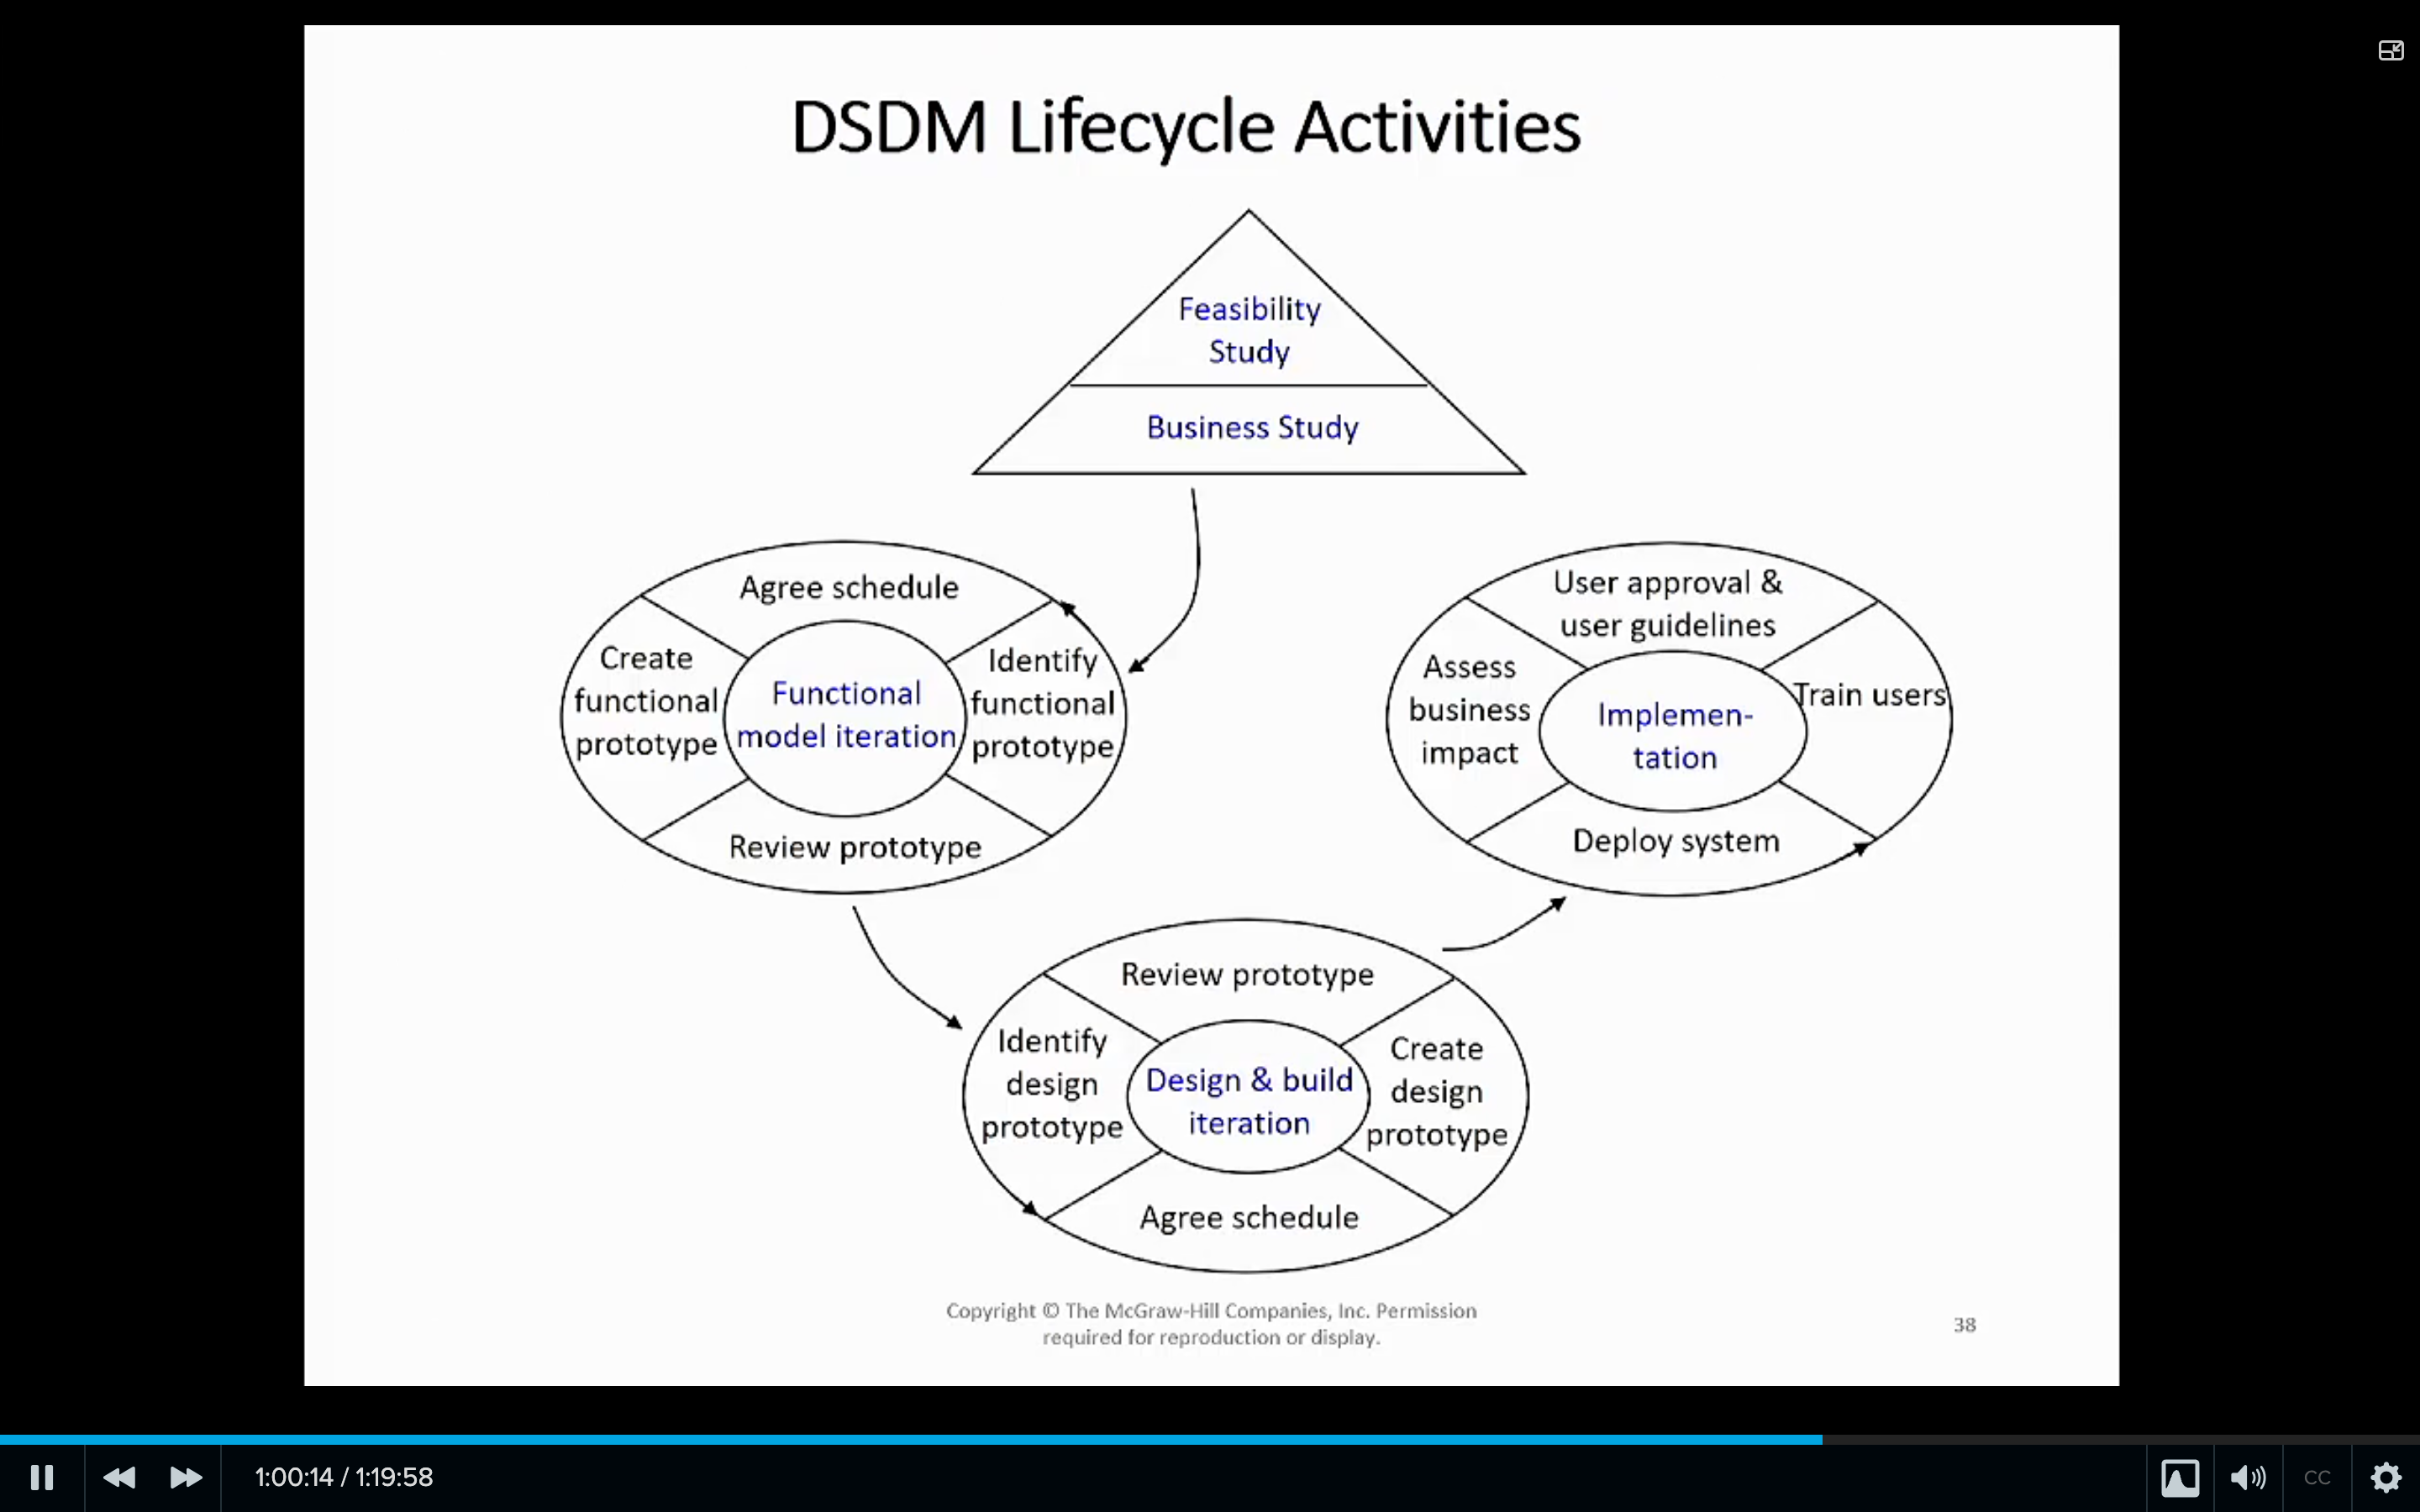 DSDM Lifecycle Activities
Feasibility
Study
Business Study
Agree schedule
Create
functional
prototype
Functional
model iteration
Identify
functional
prototype
Review prototype
User approval &
user guidelines
Assess
business
impact
Implemen-
tation
Train users
Deploy system
Review prototype
Identify
design
prototype
Design & build
iteration
Create
design
prototype
Agree schedule
Copyright © The McGraw-Hill Companies, Inc. Permission
required for reproduction or display.
38
1:00:14 / 1:19:58
CC